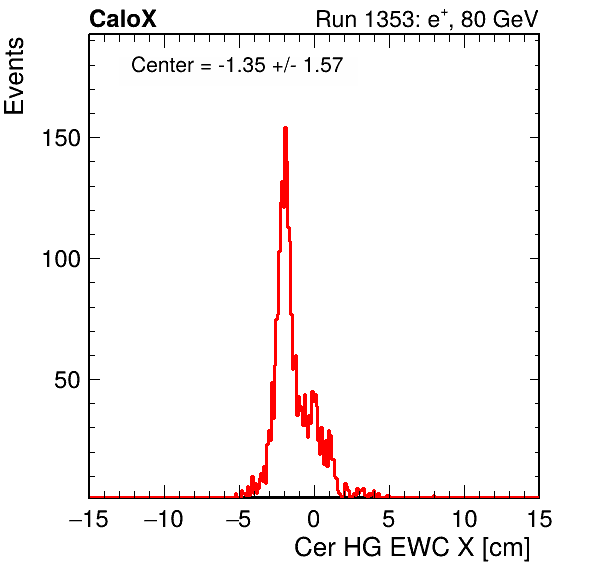 CaloX
Run 1353: e+, 80 GeV
Events
Center = -1.35 +/- 1.57
150
100
50
−15 −10 −5 0 5 10 15
Cer HG EWC X [cm]